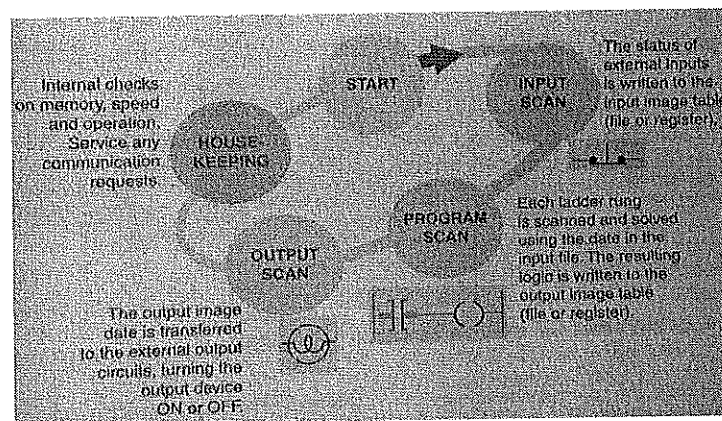 START
INPUT
SCAN
The status of
external inputs
is written to the
input image table
(file or register).
Internal checks
on memory, speed
and operation.
Service any
communication
requests.
HOUSE-
KEEPING
PROGRAM
SCAN
Each ladder rung
is scanned and solved
using the date in the
input file. The resulting
logic is written to the
output image table
(file or register).
OUTPUT
SCAN
The output image
date is transferred
to the external output
circuits, turning the
output device
ON or OFF.